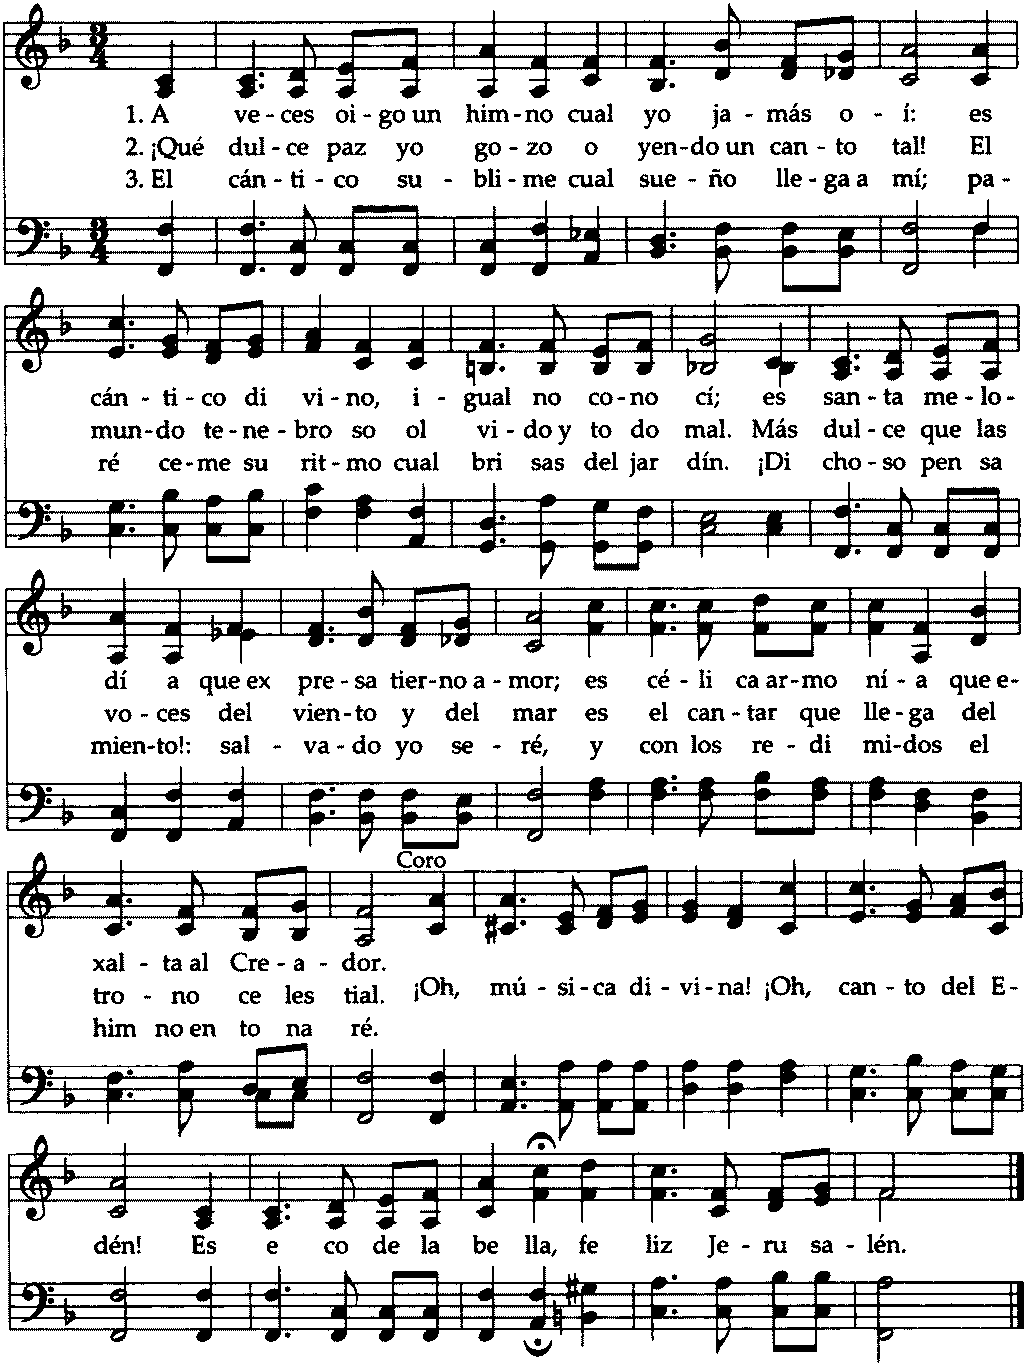 1. A ve - ces oi - go un him - no cual yo ja - más o - í: es
2. ¡Qué dul - ce paz yo go - zo o yen - do un can - to tal! El
3. El cán - ti - co su - bli - me cual sue - ño lle - ga a mí; pa-
cán - ti - co di vi - no, i - gual no co - no cí; es san - ta me - lo-
mun - do te - ne - bro so ol vi - do y to do mal. Más dul - ce que las
ré ce - me su rit - mo cual bri sas del jar dín. ¡Di cho - so pen sa
dí a que ex pre - sa tier - no a - mor; es cé - li ca ar - mo ní - a que e-
vo - ces del vien - to y del mar es el can - tar que lle - ga del
mien - to!: sal - va - do yo se - ré, y con los re - di mi - dos el
Coro
xal - ta al Cre - a - dor.
tro - no ce les tial. ¡Oh, mú - si - ca di - vi - na! ¡Oh, can - to del E-
him no en to na ré.
dén! Es e co de la be lla, fe liz Je - ru sa - lén.